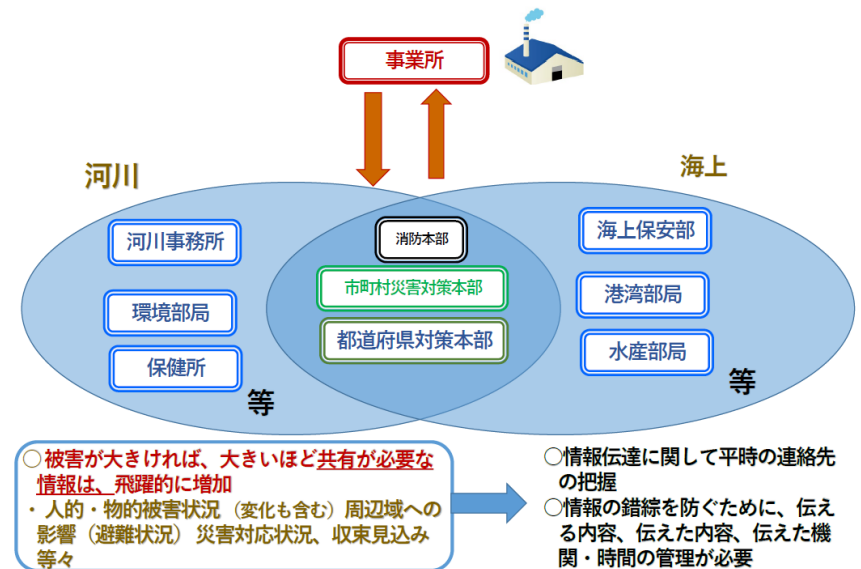 事業所
河川
海上
河川事務所
環境部局
保健所
等
消防本部
市町村災害対策本部
都道府県対策本部
海上保安部
港湾部局
水産部局
等
○ 被害が大きければ、大きいほど共有が必要な
情報は、飛躍的に増加
・ 人的・物的被害状況 (変化も含む) 周辺域への
影響 (避難状況) 災害対応状況、収束見込み
等々
○情報伝達に関して平時の連絡先
の把握
○情報の錯綜を防ぐために、伝え
る内容、伝えた内容、伝えた機
関・時間の管理が必要